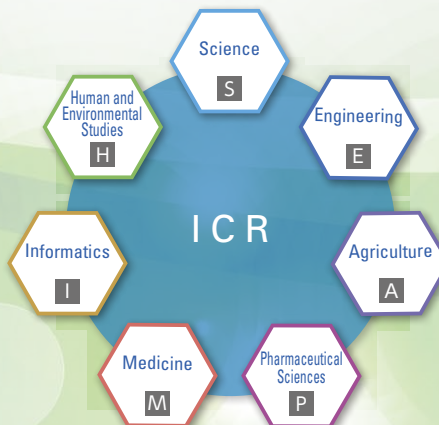 Science
S
Human and
Environmental
Studies
H
Engineering
E
ICR
Informatics
I
Agriculture
A
Medicine
M
Pharmaceutical
Sciences
P